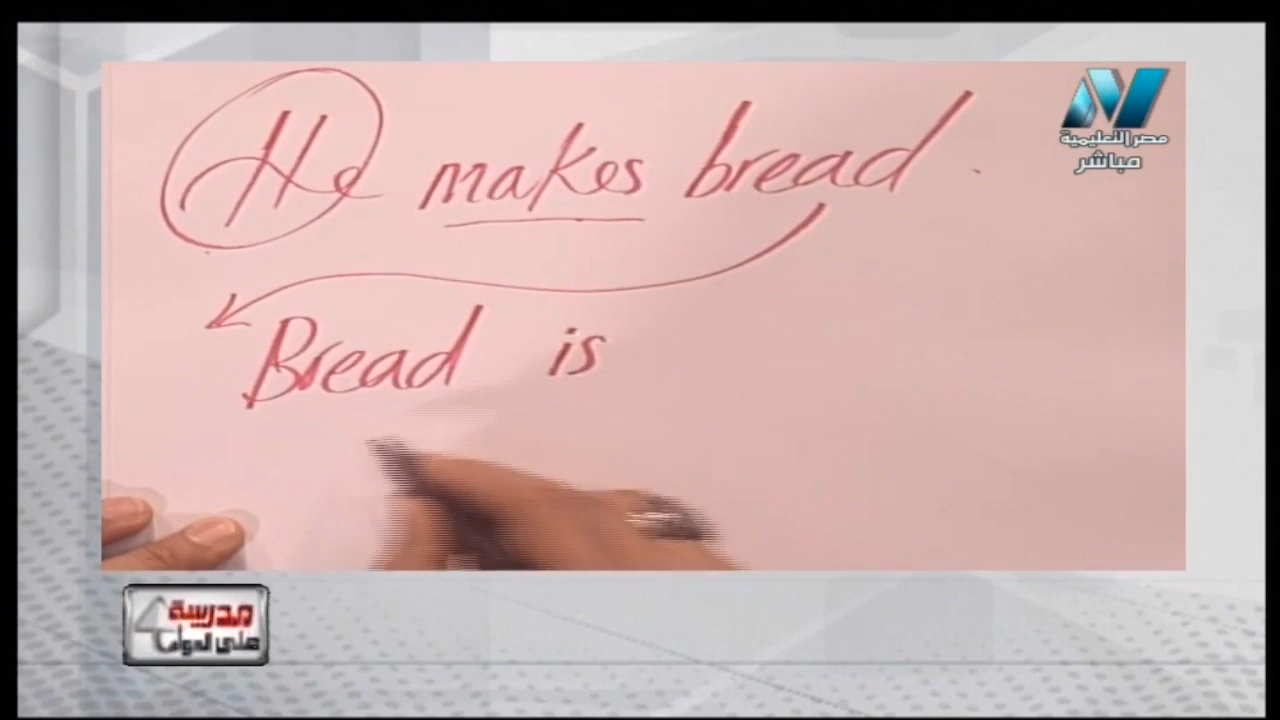 He makes bread.
Bread is
مصر التعليمية
مباشر
مدرسة
على الهواء